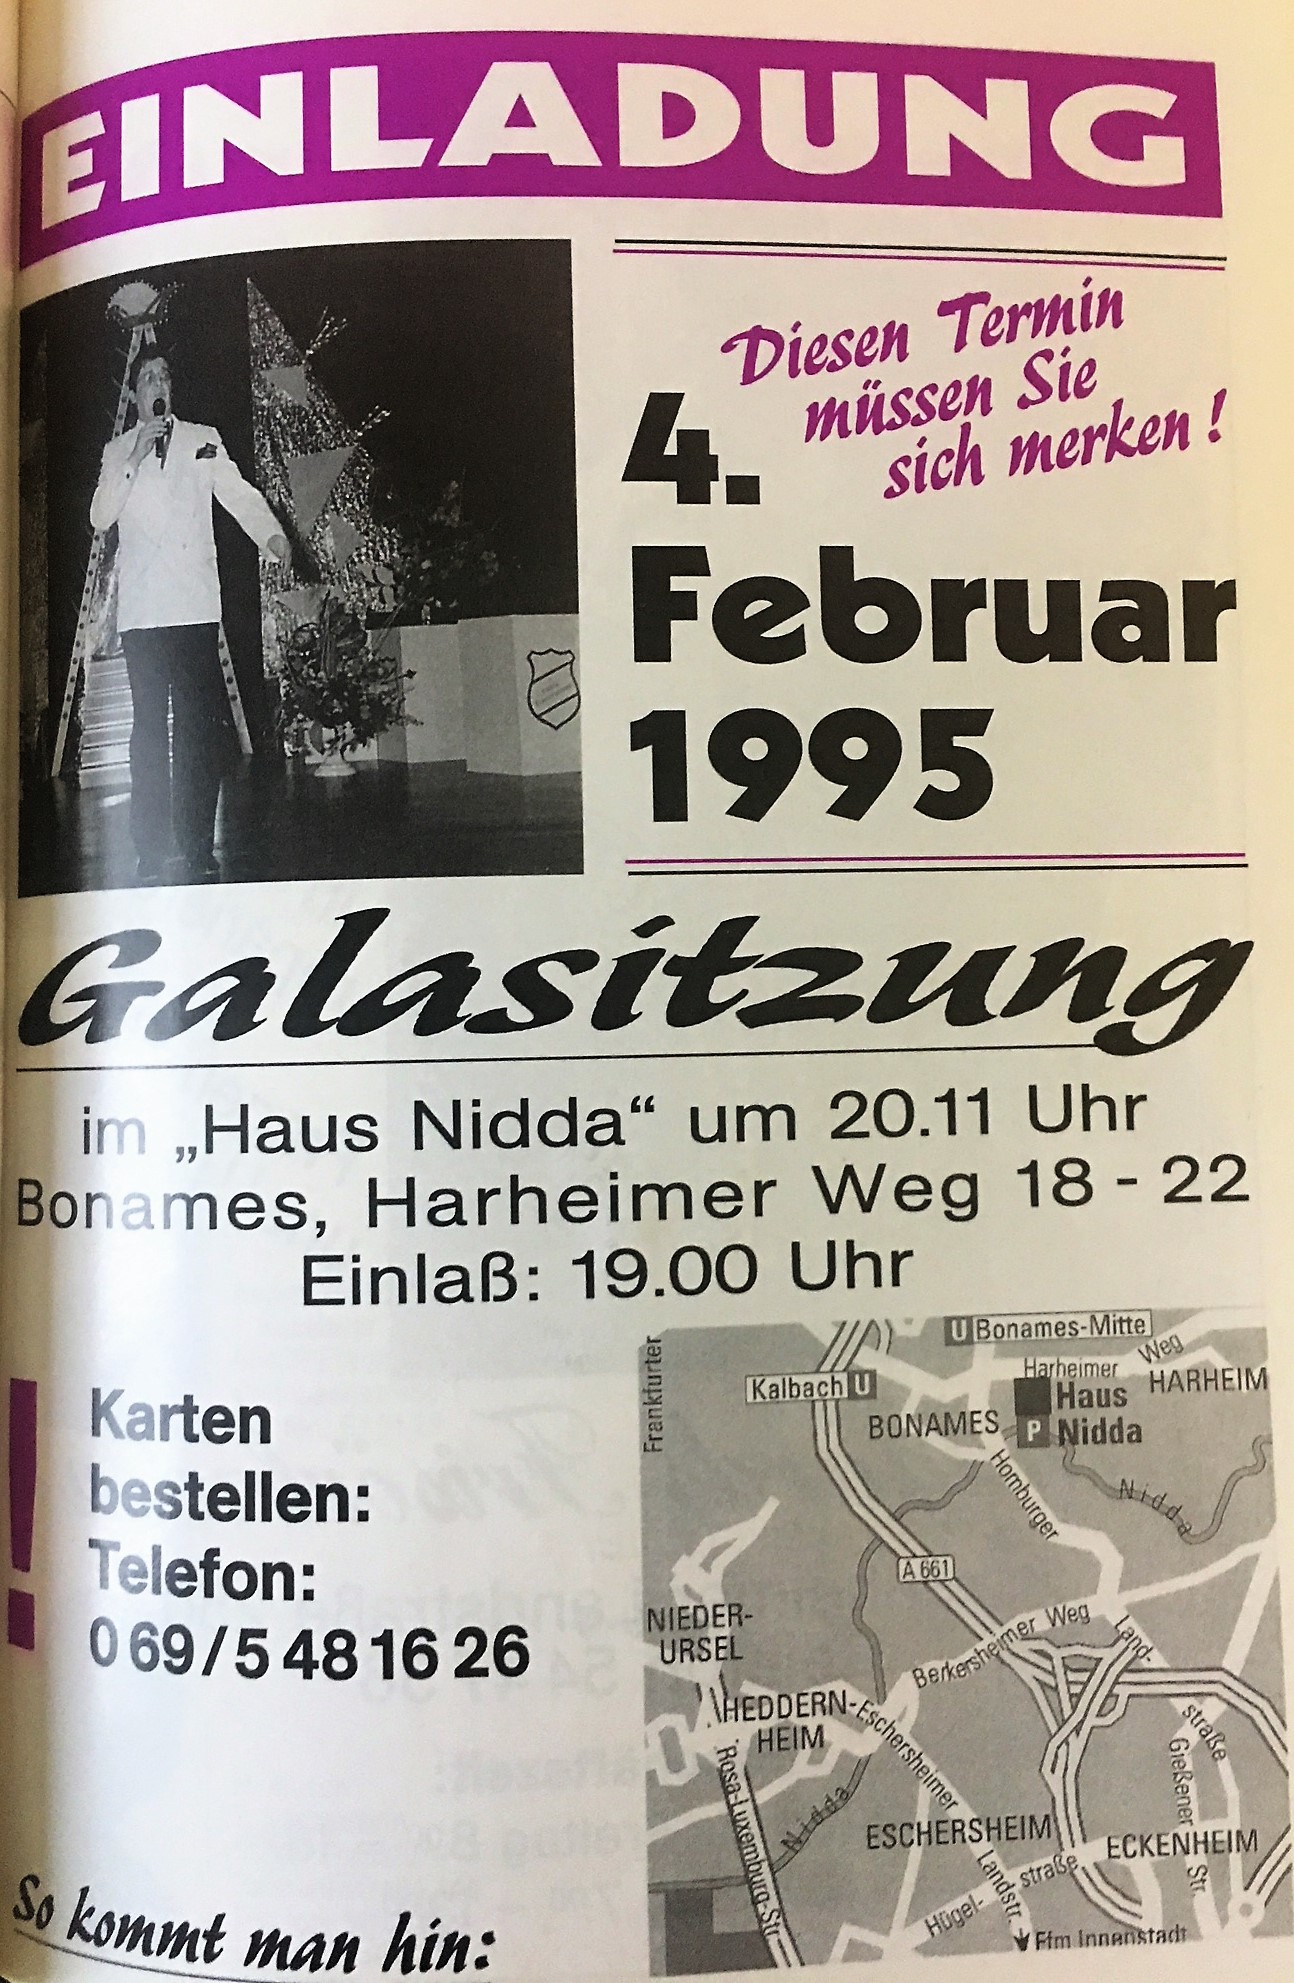 EINLADUNG
Diesen Termin
müssen Sie
sich merken!
4.
Februar
1995
Galasitzung
im „Haus Nidda“ um 20.11 Uhr
Bonames, Harheimer Weg 18 - 22
Einlaß: 19.00 Uhr
!
Karten
bestellen:
Telefon:
0 69 / 5 48 16 26
So kommt man hin:
U Bonames-Mitte
Frankfurter
Kalbach U
Harheimer Weg
HARHEIM
BONAMES
Haus
P Nidda
Homburger
Nidda
A 661
NIEDER-
URSEL
Berkersheimer Weg
Land-
straße
HEDDERN-
HEIM
Eschersheimer
Gießener
Rosa-Luxemburg-Str.
Nidda
ESCHERSHEIM
ECKENHEIM
Landstr.
Hügel-
straße
Str.
Ffm Innenstadt